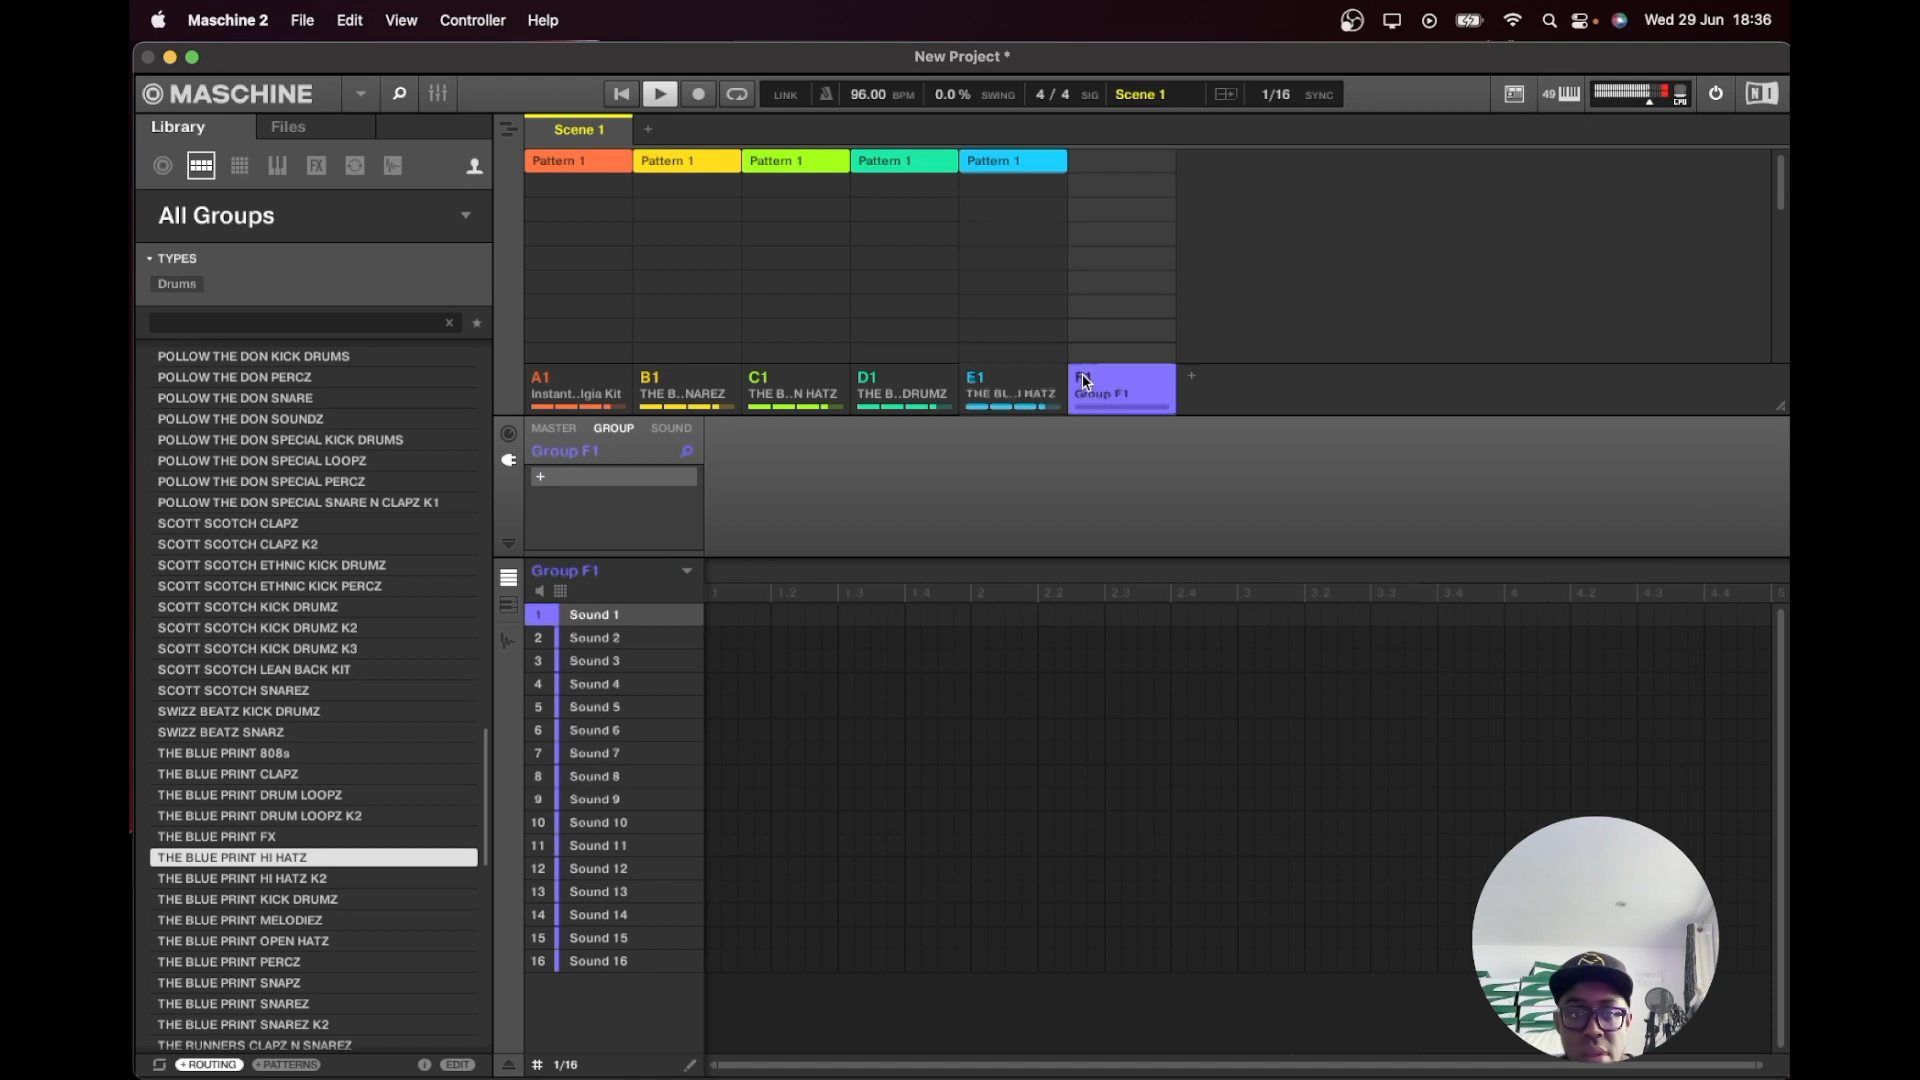 Maschine 2 File Edit View Controller Help Wed 29 Jun 18:36
New Project *
MASCHINE LINK 96.00 BPM 0.0 % SWING 4 / 4 SIG Scene 1 1/16 SYNC 49 CPU NI
Library Files
Scene 1 +
Pattern 1 Pattern 1 Pattern 1 Pattern 1 Pattern 1
All Groups
TYPES
Drums
POLLOW THE DON KICK DRUMS
POLLOW THE DON PERCZ
POLLOW THE DON SNARE
POLLOW THE DON SOUNDZ
POLLOW THE DON SPECIAL KICK DRUMS
POLLOW THE DON SPECIAL LOOPZ
POLLOW THE DON SPECIAL PERCZ
POLLOW THE DON SPECIAL SNARE N CLAPZ K1
SCOTT SCOTCH CLAPZ
SCOTT SCOTCH CLAPZ K2
SCOTT SCOTCH ETHNIC KICK DRUMZ
SCOTT SCOTCH ETHNIC KICK PERCZ
SCOTT SCOTCH KICK DRUMZ
SCOTT SCOTCH KICK DRUMZ K2
SCOTT SCOTCH KICK DRUMZ K3
SCOTT SCOTCH LEAN BACK KIT
SCOTT SCOTCH SNAREZ
SWIZZ BEATZ KICK DRUMZ
SWIZZ BEATZ SNARZ
THE BLUE PRINT 808s
THE BLUE PRINT CLAPZ
THE BLUE PRINT DRUM LOOPZ
THE BLUE PRINT DRUM LOOPZ K2
THE BLUE PRINT FX
THE BLUE PRINT HI HATZ
THE BLUE PRINT HI HATZ K2
THE BLUE PRINT KICK DRUMZ
THE BLUE PRINT MELODIEZ
THE BLUE PRINT OPEN HATZ
THE BLUE PRINT PERCZ
THE BLUE PRINT SNAPZ
THE BLUE PRINT SNAREZ
THE BLUE PRINT SNAREZ K2
THE RUNNERS CLAPZ N SNAREZ
+ROUTING +PATTERNS EDIT
A1 B1 C1 D1 E1 +
Instant..lgia Kit THE B..NAREZ THE B..N HATZ THE B..DRUMZ THE BL..I HATZ Group F1
MASTER GROUP SOUND
Group F1
+
Group F1
1 1.2 1.3 1.4 2 2.2 2.3 2.4 3 3.2 3.3 3.4 4 4.2 4.3 4.4 5
1 Sound 1
2 Sound 2
3 Sound 3
4 Sound 4
5 Sound 5
6 Sound 6
7 Sound 7
8 Sound 8
9 Sound 9
10 Sound 10
11 Sound 11
12 Sound 12
13 Sound 13
14 Sound 14
15 Sound 15
16 Sound 16
1/16